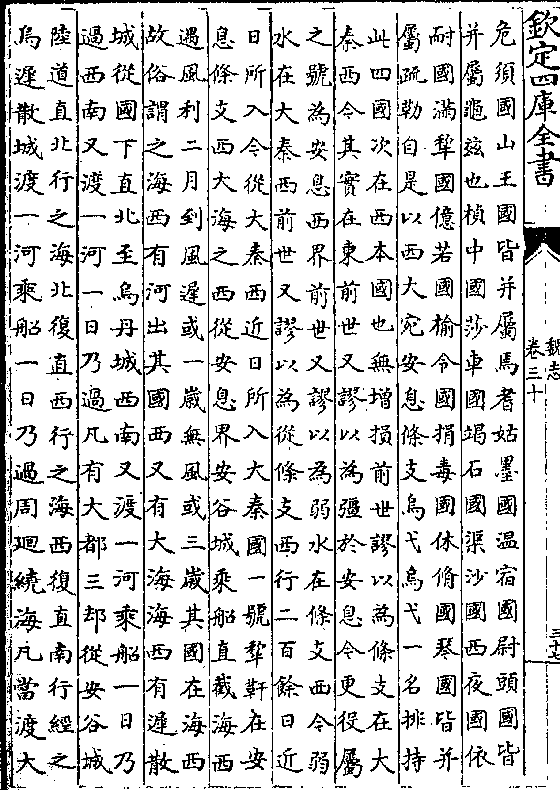 欽定四庫全書
魏志
卷三十
三十七
危須國山王國皆并屬焉耆姑墨國溫宿國尉頭國皆
并屬龜玆也楨中國莎車國竭石國渠沙國西夜國依
耐國滿犂國億若國榆令國捐毒國休脩國琴國皆并
屬疏勒自是以西大宛安息條支烏弋烏弋一名排持
此四國次在西本國也無增損前世謬以為條支在大
秦西今其實在東前世又謬以為彊於安息今更役屬
之號為安息西界前世又謬以為弱水在條支西今弱
水在大秦西前世又謬以為從條支西行二百餘日近
日所入今從大秦西近日所入大秦國一號犂靬在安
息條支西大海之西從安息界安谷城乘船直截海西
遇風利二月到風遲或一歲無風或三歲其國在海西
故俗謂之海西有河出其國西又有大海海西有遲散
城從國下直北至烏丹城西南又渡一河乘船一日乃
過西南又渡一河一日乃過凡有大都三却從安谷城
陸道直北行之海北復直西行之海西復直南行經之
烏遲散城渡一河乘船一日乃過周迴繞海凡當渡大